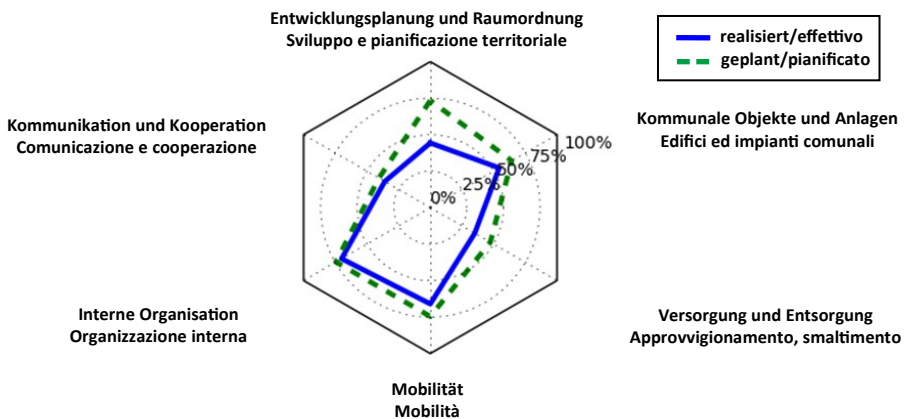 Entwicklungsplanung und Raumordnung
Sviluppo e pianificazione territoriale
realisiert/effettivo
geplant/pianificato
Kommunikation und Kooperation
Comunicazione e cooperazione
Kommunale Objekte und Anlagen
Edifici ed impianti comunali
100%
75%
50%
25%
0%
Interne Organisation
Organizzazione interna
Versorgung und Entsorgung
Approvvigionamento, smaltimento
Mobilität
Mobilità